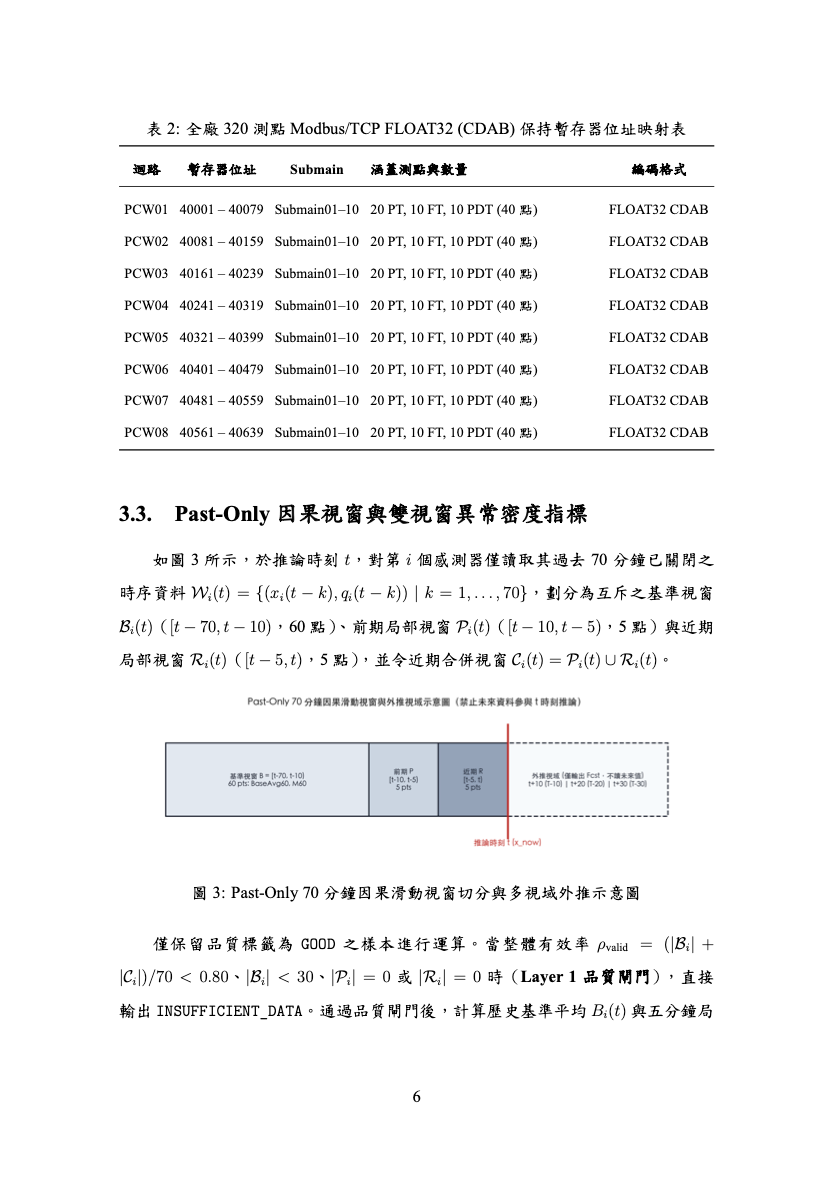 表 2: 全廠 320 測點 Modbus/TCP FLOAT32 (CDAB) 保持暫存器位址映射表
迴路 暫存器位址 Submain 涵蓋測點與數量 編碼格式
PCW01 40001 – 40079 Submain01–10 20 PT, 10 FT, 10 PDT (40 點) FLOAT32 CDAB
PCW02 40081 – 40159 Submain01–10 20 PT, 10 FT, 10 PDT (40 點) FLOAT32 CDAB
PCW03 40161 – 40239 Submain01–10 20 PT, 10 FT, 10 PDT (40 點) FLOAT32 CDAB
PCW04 40241 – 40319 Submain01–10 20 PT, 10 FT, 10 PDT (40 點) FLOAT32 CDAB
PCW05 40321 – 40399 Submain01–10 20 PT, 10 FT, 10 PDT (40 點) FLOAT32 CDAB
PCW06 40401 – 40479 Submain01–10 20 PT, 10 FT, 10 PDT (40 點) FLOAT32 CDAB
PCW07 40481 – 40559 Submain01–10 20 PT, 10 FT, 10 PDT (40 點) FLOAT32 CDAB
PCW08 40561 – 40639 Submain01–10 20 PT, 10 FT, 10 PDT (40 點) FLOAT32 CDAB
3.3. Past-Only 因果視窗與雙視窗異常密度指標
如圖 3 所示，於推論時刻 t，對第 i 個感測器僅讀取其過去 70 分鐘已關閉之
時序資料 𝒲ᵢ(t) = {(xᵢ(t − k), qᵢ(t − k)) | k = 1, . . . , 70}，劃分為互斥之基準視窗
ℬᵢ(t)（[t − 70, t − 10)，60 點）、前期局部視窗 𝒫ᵢ(t)（[t − 10, t − 5)，5 點）與近期
局部視窗 ℛᵢ(t)（[t − 5, t)，5 點），並令近期合併視窗 𝒞ᵢ(t) = 𝒫ᵢ(t) ∪ ℛᵢ(t)。
Past-Only 70 分鐘因果滑動視窗與外推視域示意圖（禁止未來資料參與 t 時刻推論）
基準視窗 B = [t-70, t-10)
60 pts: BaseAvg60, M60
前期 P
[t-10, t-5)
5 pts
近期 R
[t-5, t)
5 pts
外推視域 (僅輸出 Fcst，不讀未來值)
t+10 (T-10) | t+20 (T-20) | t+30 (T-30)
推論時刻 t (x_now)
圖 3: Past-Only 70 分鐘因果滑動視窗切分與多視域外推示意圖
僅保留品質標籤為 GOOD 之樣本進行運算。當整體有效率 ρvalid = (|ℬᵢ| +
|𝒞ᵢ|)/70 < 0.80、|ℬᵢ| < 30、|𝒫ᵢ| = 0 或 |ℛᵢ| = 0 時（Layer 1 品質閘門），直接
輸出 INSUFFICIENT_DATA。通過品質閘門後，計算歷史基準平均 Bᵢ(t) 與五分鐘局
6